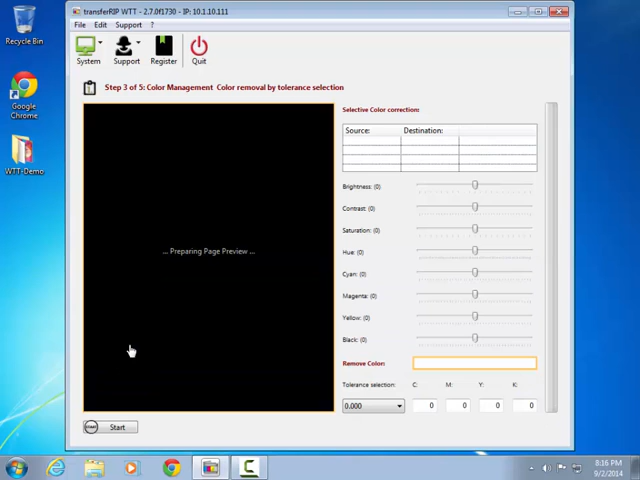 transferRIP WTT - 2.7.0f1730 - IP: 10.1.10.111
File Edit Support ?
System Support Register Quit
Recycle Bin
Google Chrome
WTT-Demo
Step 3 of 5: Color Management Color removal by tolerance selection
... Preparing Page Preview ...
Selective Color correction:
Source: Destination:
Brightness: (0)
Contrast: (0)
Saturation: (0)
Hue: (0)
Cyan: (0)
Magenta: (0)
Yellow: (0)
Black: (0)
Remove Color:
Tolerance selection: C: M: Y: K:
0.000 0 0 0 0
START Start
8:16 PM
9/2/2014